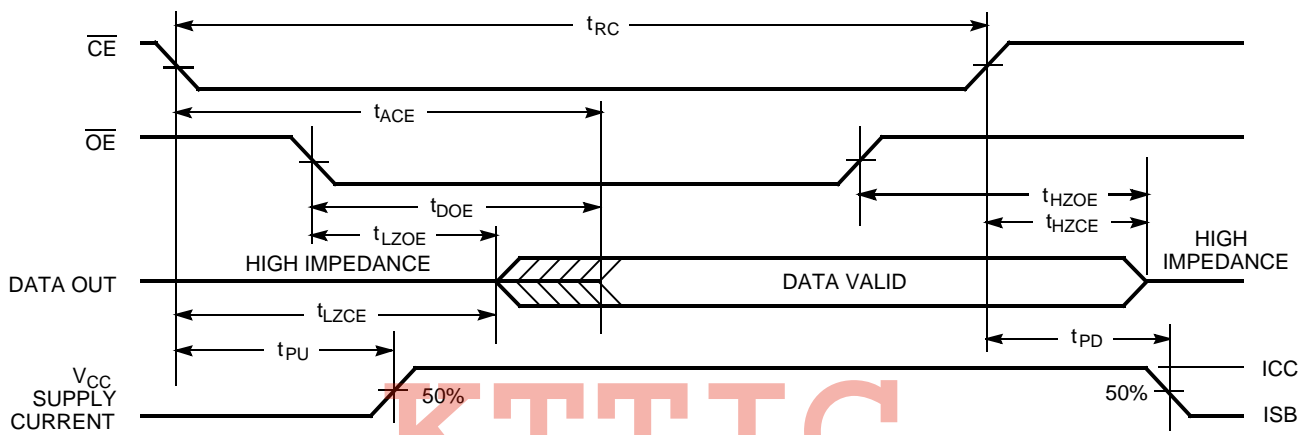 tRC
CE
tACE
OE
tHZOE
tDOE
tHZCE
tLZOE
HIGH IMPEDANCE
HIGH
IMPEDANCE
DATA OUT
DATA VALID
tLZCE
tPU
tPD
VCC
SUPPLY
CURRENT
50%
50%
ICC
ISB
KTTIC